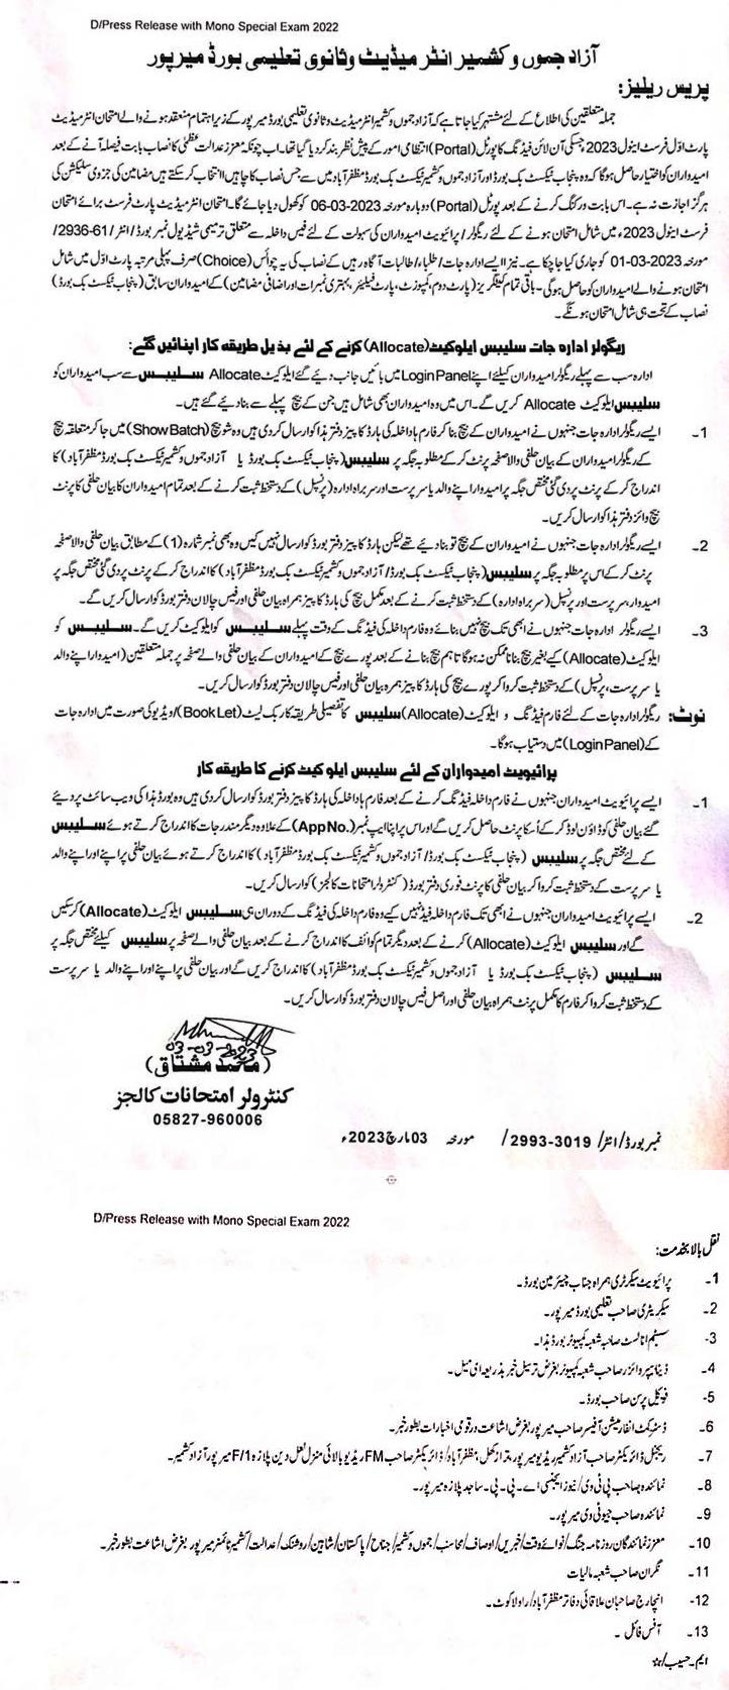 D/Press Release with Mono Special Exam 2022
آزاد جموں و کشمیر انٹر میڈیٹ و ثانوی تعلیمی بورڈ میرپور
پریس ریلیز:
جملہ متعلقین کی اطلاع کے لئے مشتہر کیا جاتا ہے کہ آزاد جموں و کشمیر انٹرمیڈیٹ و ثانوی تعلیمی بورڈ میرپور کے زیر اہتمام منعقد ہونے والے امتحان انٹرمیڈیٹ
پارٹ اوّل فرسٹ اینول 2023 جسکی آن لائن فیڈنگ کا پورٹل (Portal) انتظامی امور کے پیش نظر بند کر دیا گیا تھا۔ اب چونکہ معزز عدالت عظمیٰ کا نصاب بابت فیصلہ آنے کے بعد
امیدواران کو اختیار حاصل ہوگا کہ وہ پنجاب ٹیکسٹ بک بورڈ اور آزاد جموں و کشمیر ٹیکسٹ بک بورڈ مظفرآباد میں سے جس نصاب کا چاہیں انتخاب کر سکتے ہیں مضامین کی جزوی سلیکشن کی
ہرگز اجازت نہ ہے۔ اس بابت ورکنگ کرنے کے بعد پورٹل (Portal) دوبارہ مورخہ 06-03-2023 کو کھول دیا جائے گا۔ امتحان انٹرمیڈیٹ پارٹ فرسٹ برائے امتحان
فرسٹ اینول 2023ء میں شامل امتحان ہونے کے لئے ریگولر/پرائیویٹ امیدواران کی سہولت کے لئے فیس داخلہ سے متعلق ترمیمی شیڈیول نمبر بورڈ/انٹر/2936-61/
مورخہ 01-03-2023 کو جاری کیا جا چکا ہے۔ نیز ایسے ادارہ جات/طلباء/طالبات آگاہ رہیں کے نصاب کی یہ چوائس (Choice) صرف پہلی مرتبہ پارٹ اوّل میں شامل
امتحان ہونے والے امیدواران کو حاصل ہوگی۔ باقی تمام کیٹگریز (پارٹ دوم، کمپوزٹ، پارٹ فیلیئر، بہتری نمبرات اور اضافی مضامین) کے امیدواران سابق (پنجاب ٹیکسٹ بک بورڈ)
نصاب کے تحت ہی شامل امتحان ہونگے۔
ریگولر ادارہ جات سلیبس ایلوکیٹ (Allocate) کرنے کے لئے بذیل طریقہ کار اپنائیں گئے:
ادارہ سب سے پہلے ریگولر امیدواران کیلئے اپنے Login Panel میں بائیں جانب دیئے گئے ایلوکیٹ Allocate سلیبس سے سب امیدواران کو
سلیبس ایلوکیٹ Allocate کریں گے۔ اس میں وہ امیدواران بھی شامل ہیں جن کے بیچ پہلے سے بنا دیئے گئے ہیں۔
1- ایسے ریگولر ادارہ جات جنہوں نے امیدواران کے بیچ بنا کر فارم ہا داخلہ کی ہارڈ کاپیز دفتر ہذا کو ارسال کر دی ہیں وہ شو بیچ (Show Batch) میں جا کر متعلقہ بیچ
کے ریگولر امیدواران کے بیان حلفی والا صفحہ پرنٹ کر کے مطلوبہ جگہ پر سلیبس (پنجاب ٹیکسٹ بک بورڈ یا آزاد جموں و کشمیر ٹیکسٹ بک بورڈ مظفرآباد) کا
اندراج کر کے پرنٹ پر دی گئی مختص جگہ پر امیدوار اپنے والد یا سرپرست اور سربراہ ادارہ (پرنسپل) کے دستخط ثبت کرنے کے بعد تمام امیدواران کا بیان حلفی کا پرنٹ
بیچ وائز دفتر ہذا کو ارسال کریں۔
2- ایسے ریگولر ادارہ جات جنہوں نے امیدواران کے بیچ تو بنا دیئے تھے لیکن ہارڈ کاپیز دفتر بورڈ کو ارسال نہیں کیں وہ بھی نمبر شمارہ (1) کے مطابق بیان حلفی والا صفحہ
پرنٹ کر کے اس پر مطلوبہ جگہ پر سلیبس (پنجاب ٹیکسٹ بک بورڈ/آزاد جموں و کشمیر ٹیکسٹ بک بورڈ مظفرآباد) کا اندراج کر کے پرنٹ پر دی گئی مختص جگہ پر
امیدوار، سرپرست اور پرنسپل (سربراہ ادارہ) کے دستخط ثبت کرنے کے بعد مکمل بیچ کی ہارڈ کاپیز ہمراہ بیان حلفی اور فیس چالان دفتر بورڈ کو ارسال کریں گے۔
3- ایسے ریگولر ادارہ جات جنہوں نے ابھی تک بیچ نہیں بنائے وہ فارم داخلہ کی فیڈنگ کے وقت پہلے سلیبس کو ایلوکیٹ کریں گے۔ سلیبس کو
ایلوکیٹ (Allocate) کیے بغیر بیچ بنانا ممکن نہ ہوگا تاہم بیچ بنانے کے بعد پورے بیچ کے امیدواران کے بیان حلفی والے صفحہ پر جملہ متعلقین (امیدوار اپنے والد
یا سرپرست، پرنسپل) کے دستخط ثبت کروا کر پورے بیچ کی ہارڈ کاپیز ہمراہ بیان حلفی اور فیس چالان دفتر بورڈ کو ارسال کریں۔
نوٹ: ریگولر ادارہ جات کے لئے فارم فیڈنگ و ایلوکیٹ (Allocate) سلیبس کا تفصیلی طریقہ کار بک لیٹ (BookLet)/ویڈیو کی صورت میں ادارہ جات
کے (Login Panel) میں دستیاب ہوگا۔
پرائیویٹ امیدواران کے لئے سلیبس ایلوکیٹ کرنے کا طریقہ کار
1- ایسے پرائیویٹ امیدواران جنہوں نے فارم داخلہ فیڈنگ کرنے کے بعد فارم ہا داخلہ کی ہارڈ کاپیز دفتر بورڈ کو ارسال کر دی ہیں وہ بورڈ ہذا کی ویب سائٹ پر دیئے
گئے بیان حلفی کو ڈاؤن لوڈ کر کے اُسکا پرنٹ حاصل کریں گے اور اس پر اپنا ایپ نمبر (App No.) کے علاوہ دیگر مندرجات کا اندراج کرتے ہوئے سلیبس
کے لئے مختص جگہ پر سلیبس (پنجاب ٹیکسٹ بک بورڈ/آزاد جموں و کشمیر ٹیکسٹ بک بورڈ مظفرآباد) کا اندراج کرتے ہوئے بیان حلفی پر اپنے اور اپنے والد
یا سرپرست کے دستخط ثبت کروا کر بیان حلفی کا پرنٹ فوری دفتر بورڈ (کنٹرولر امتحانات کالجز) کو ارسال کریں۔
2- ایسے پرائیویٹ امیدواران جنہوں نے ابھی تک فارم داخلہ فیڈ نہیں کیے وہ فارم داخلہ کی فیڈنگ کے دوران ہی سلیبس ایلوکیٹ (Allocate) کر سکیں
گے اور سلیبس ایلوکیٹ (Allocate) کرنے کے بعد دیگر تمام کوائف کا اندراج کرنے کے بعد بیان حلفی والے صفحہ پر سلیبس کیلئے مختص جگہ پر
سلیبس (پنجاب ٹیکسٹ بک بورڈ یا آزاد جموں و کشمیر ٹیکسٹ بک بورڈ مظفرآباد) کا اندراج کریں گے اور بیان حلفی پر اپنے اور اپنے والد یا سرپرست
کے دستخط ثبت کروا کر فارم کا مکمل پرنٹ ہمراہ بیان حلفی اور اصل فیس چالان دفتر بورڈ کو ارسال کریں۔
03-03-2023
(محمد مشتاق)
کنٹرولر امتحانات کالجز
05827-960006
نمبر بورڈ/انٹر/2993-3019/ مورخہ 03 مارچ 2023ء
D/Press Release with Mono Special Exam 2022
نقل بالا بخدمت:
1- پرائیویٹ سیکرٹری ہمراہ جناب چیئرمین بورڈ۔
2- سیکریٹری صاحب تعلیمی بورڈ میرپور۔
3- سسٹم انالسٹ صاحب شعبہ کمپیوٹر بورڈ ہذا۔
4- ڈیٹا سپروائزر صاحب شعبہ کمپیوٹر بغرض ترسیل خبر بذریعہ ای میل۔
5- فوکل پرسن صاحب بورڈ۔
6- ڈسٹرکٹ انفارمیشن آفیسر صاحب میرپور بغرض اشاعت و رقومی اخبارات بطور خبر۔
7- ریجنل ڈائریکٹر صاحب آزاد کشمیر ریڈیو میرپور، تراڑکھل، مظفرآباد/ڈائریکٹر صاحب FM ریڈیو بالائی منزل لعل دین پلازہ F/1 میرپور آزاد کشمیر۔
8- نمائندہ صاحب پی ٹی وی/نیوز ایجنسی اے۔پی۔پی۔ ساجد پلازہ میرپور۔
9- نمائندہ صاحب جیو ٹی وی میرپور۔
10- معزز نمائندگان روزنامہ جنگ/نوائے وقت/خبریں/اوصاف/محاسب/جموں و کشمیر/جناح/پاکستان/شاہین/روشنک/عدالت/کشمیر ٹائمنز میرپور بغرض اشاعت بطور خبر۔
11- نگران صاحب شعبہ مالیات
12- انچارج صاحبان علاقائی دفاتر مظفرآباد/راولاکوٹ۔
13- آفس فائل۔
ایم۔حسیب/☆